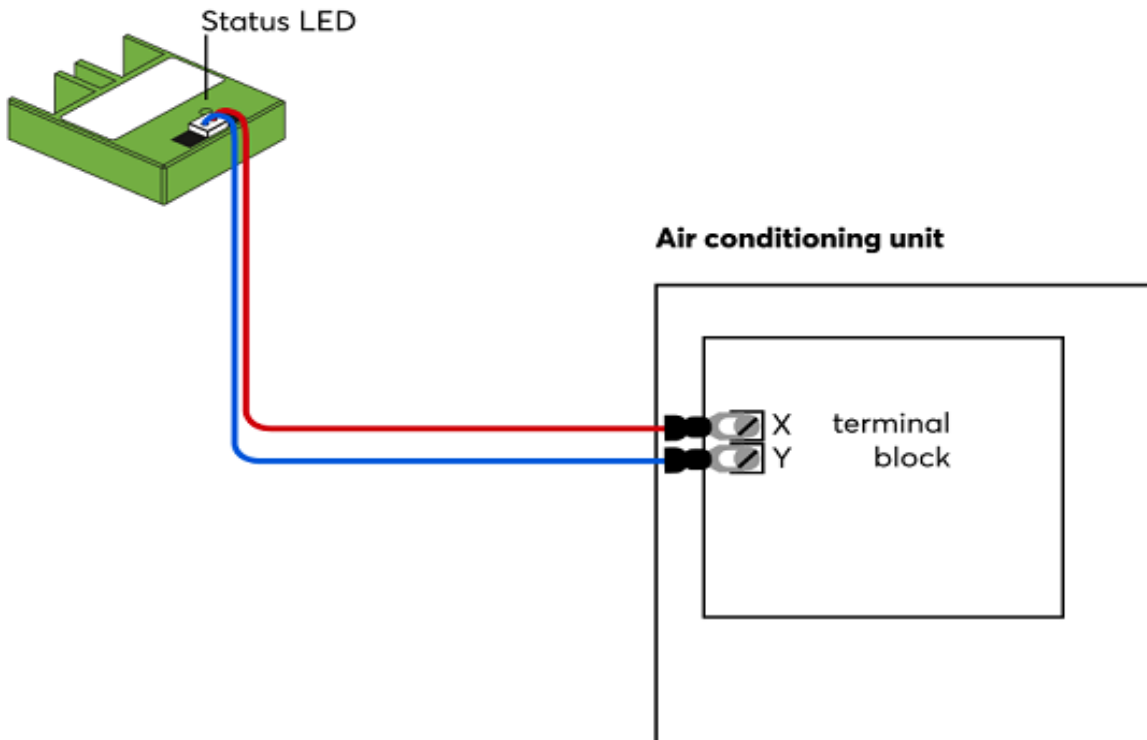 Status LED
Air conditioning unit
X terminal
Y block